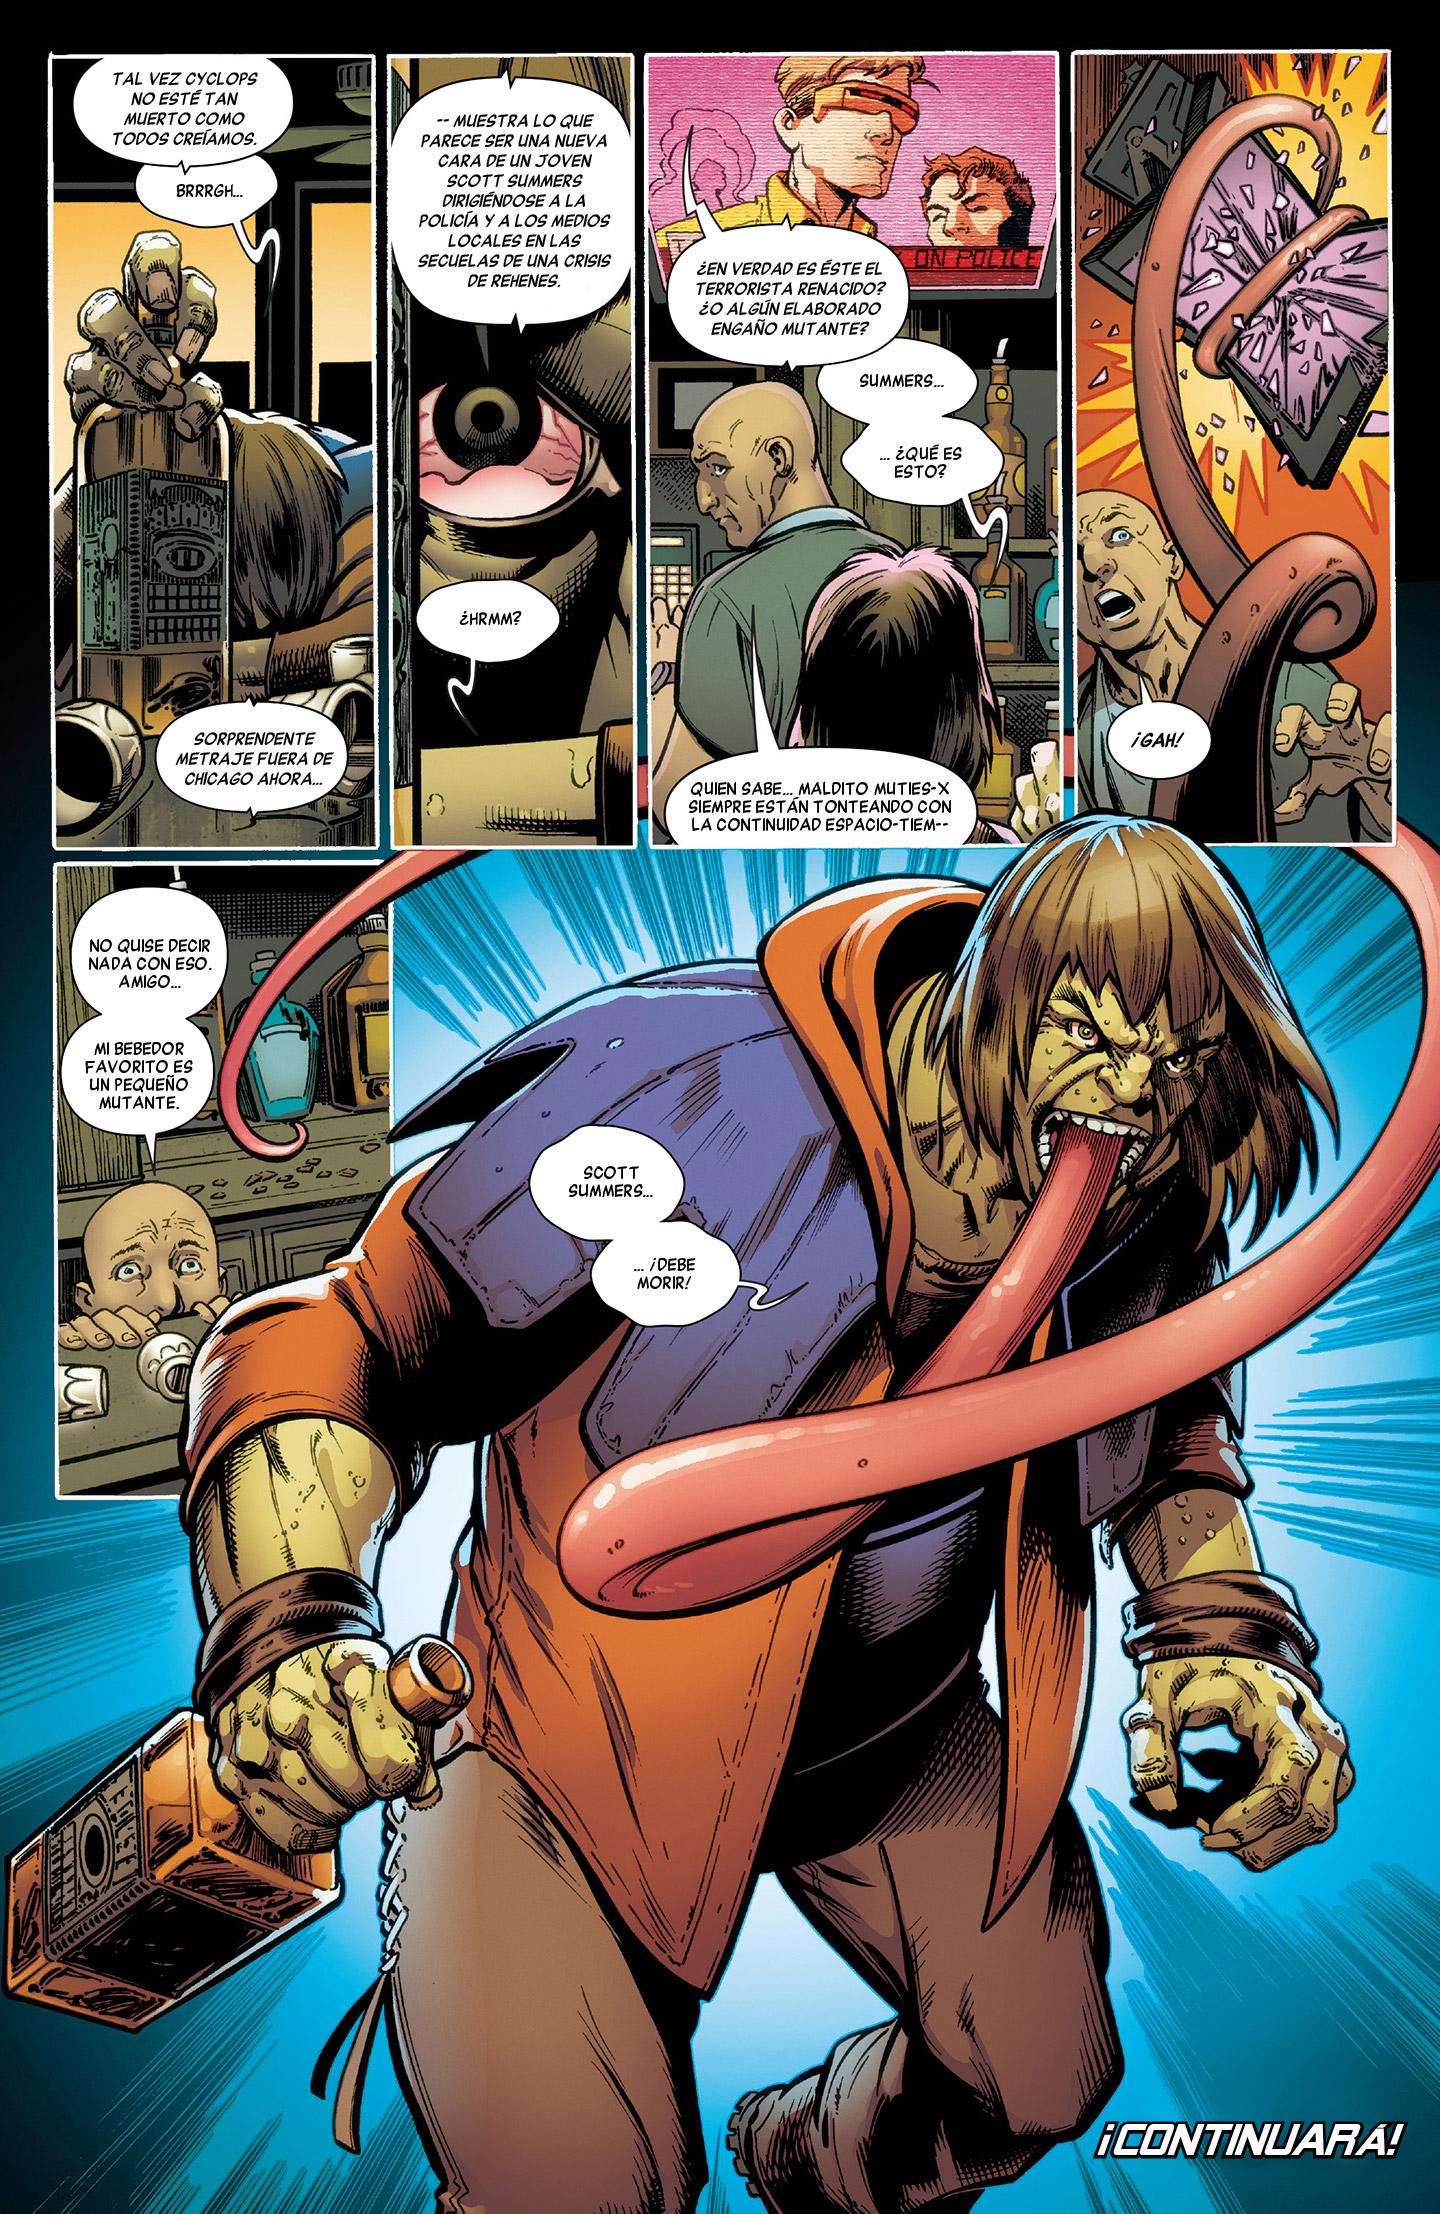 TAL VEZ CYCLOPS
NO ESTÉ TAN
MUERTO COMO
TODOS CREÍAMOS.
BRRRGH...
SORPRENDENTE
METRAJE FUERA DE
CHICAGO AHORA...
-- MUESTRA LO QUE
PARECE SER UNA NUEVA
CARA DE UN JOVEN
SCOTT SUMMERS
DIRIGIÉNDOSE A LA
POLICÍA Y A LOS MEDIOS
LOCALES EN LAS
SECUELAS DE UNA CRISIS
DE REHENES.
¿HRMM?
ON POLICE
¿EN VERDAD ES ÉSTE EL
TERRORISTA RENACIDO?
¿O ALGÚN ELABORADO
ENGAÑO MUTANTE?
SUMMERS...
... ¿QUÉ ES
ESTO?
QUIEN SABE... MALDITO MUTIES-X
SIEMPRE ESTÁN TONTEANDO CON
LA CONTINUIDAD ESPACIO-TIEM--
¡GAH!
NO QUISE DECIR
NADA CON ESO.
AMIGO...
MI BEBEDOR
FAVORITO ES
UN PEQUEÑO
MUTANTE.
SCOTT
SUMMERS...
... ¡DEBE
MORIR!
¡CONTINUARÁ!